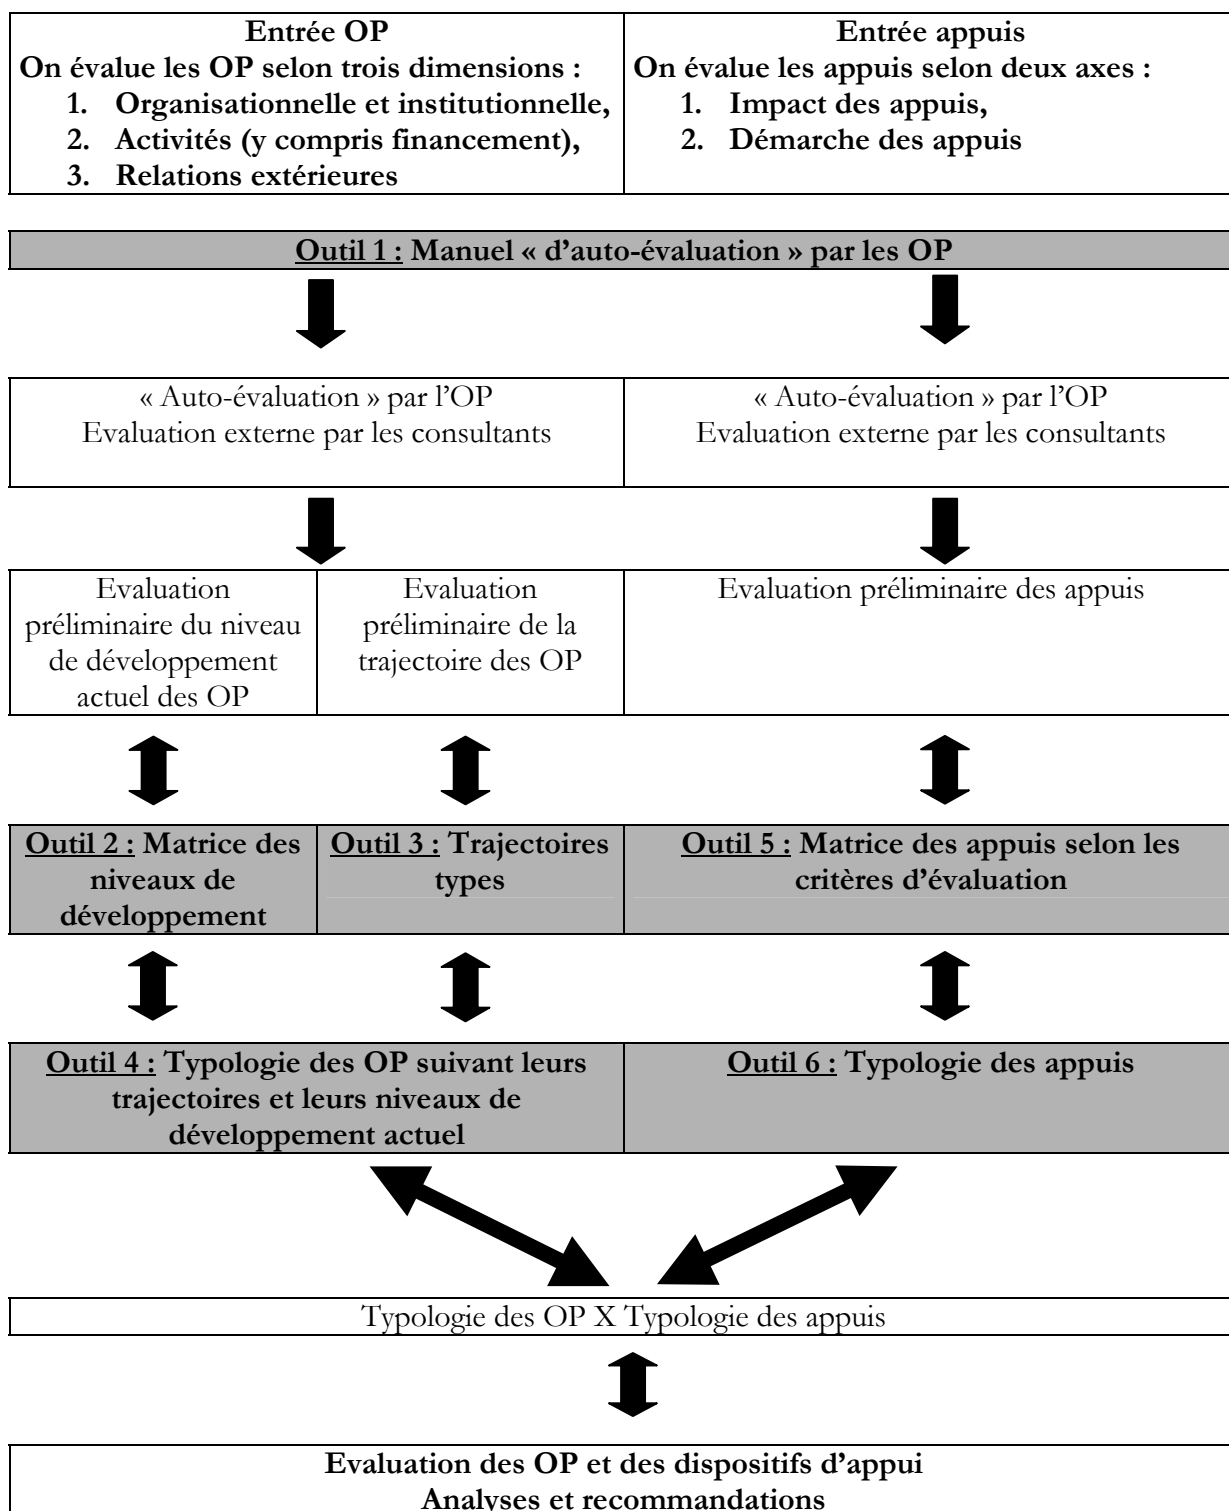 Entrée OP
On évalue les OP selon trois dimensions :
1. Organisationnelle et institutionnelle,
2. Activités (y compris financement),
3. Relations extérieures
Entrée appuis
On évalue les appuis selon deux axes :
1. Impact des appuis,
2. Démarche des appuis
Outil 1 : Manuel « d’auto-évaluation » par les OP
« Auto-évaluation » par l’OP
Evaluation externe par les consultants
« Auto-évaluation » par l’OP
Evaluation externe par les consultants
Evaluation
préliminaire du niveau
de développement
actuel des OP
Evaluation
préliminaire de la
trajectoire des OP
Evaluation préliminaire des appuis
Outil 2 : Matrice des
niveaux de
développement
Outil 3 : Trajectoires
types
Outil 5 : Matrice des appuis selon les
critères d’évaluation
Outil 4 : Typologie des OP suivant leurs
trajectoires et leurs niveaux de
développement actuel
Outil 6 : Typologie des appuis
Typologie des OP X Typologie des appuis
Evaluation des OP et des dispositifs d’appui
Analyses et recommandations